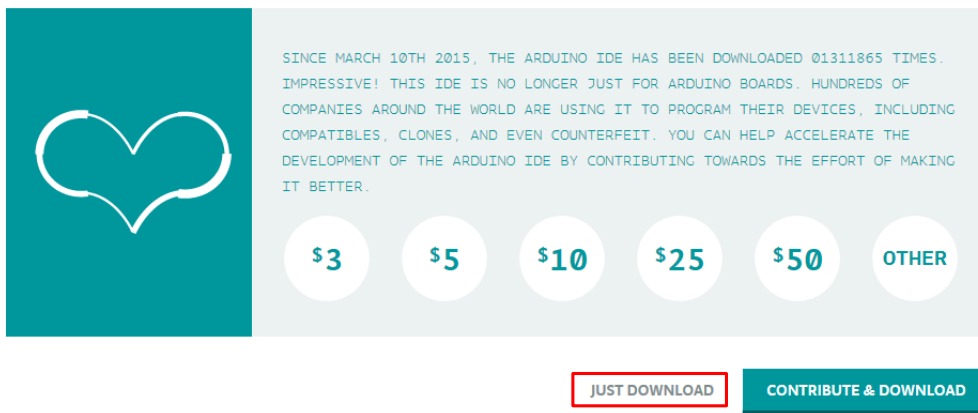 SINCE MARCH 10TH 2015, THE ARDUINO IDE HAS BEEN DOWNLOADED 01311865 TIMES.
IMPRESSIVE! THIS IDE IS NO LONGER JUST FOR ARDUINO BOARDS. HUNDREDS OF
COMPANIES AROUND THE WORLD ARE USING IT TO PROGRAM THEIR DEVICES, INCLUDING
COMPATIBLES, CLONES, AND EVEN COUNTERFEIT. YOU CAN HELP ACCELERATE THE
DEVELOPMENT OF THE ARDUINO IDE BY CONTRIBUTING TOWARDS THE EFFORT OF MAKING
IT BETTER.
$3 $5 $10 $25 $50 OTHER
JUST DOWNLOAD CONTRIBUTE & DOWNLOAD